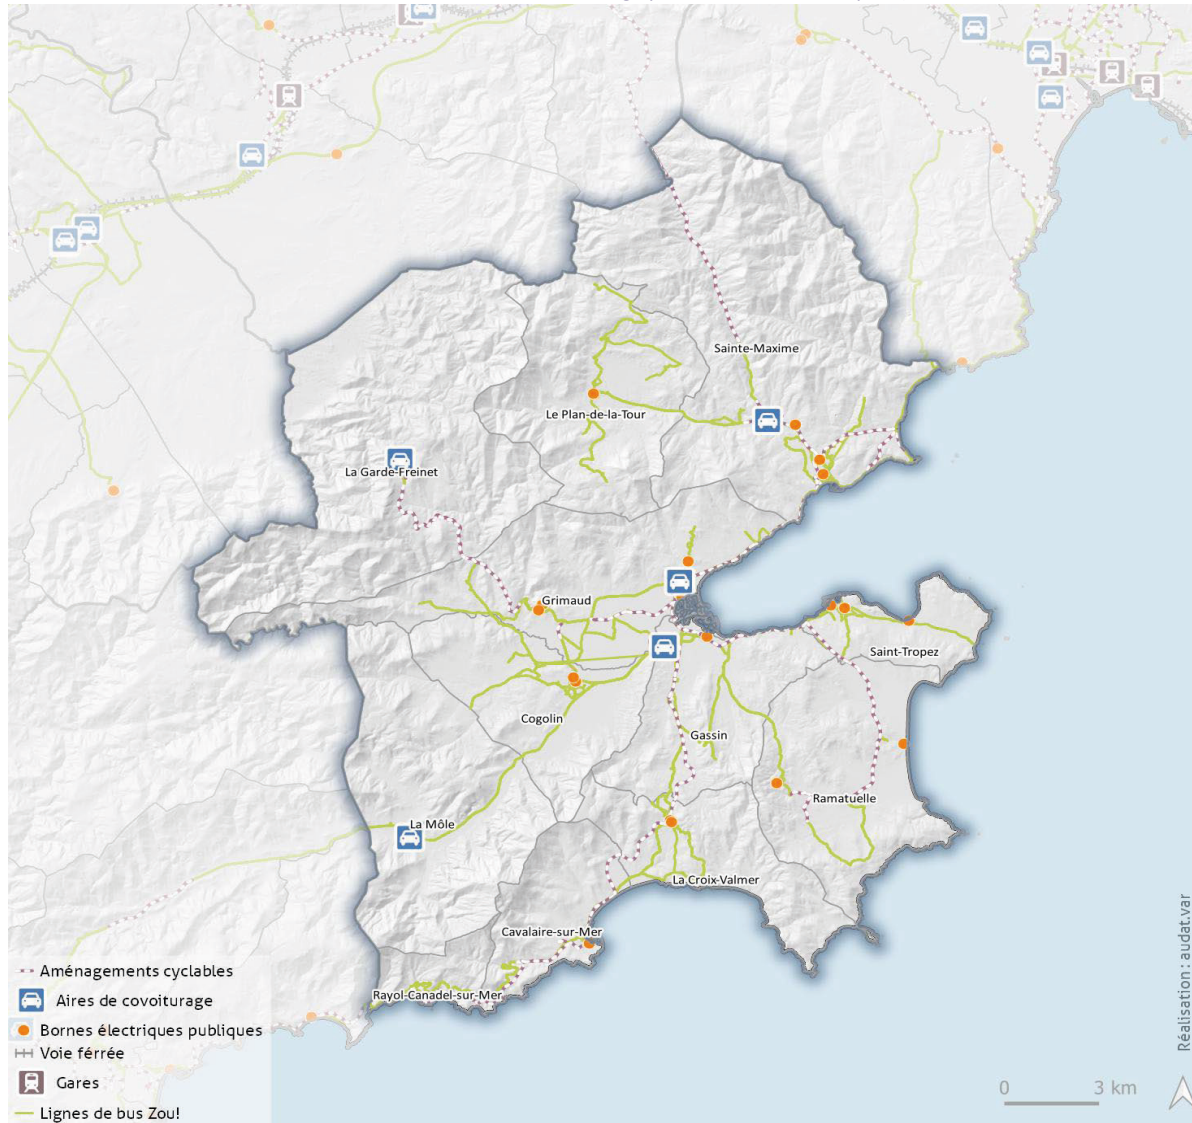 Sainte-Maxime
Le Plan-de-la-Tour
La Garde-Freinet
Grimaud
Saint-Tropez
Cogolin
Gassin
Ramatuelle
La Môle
La Croix-Valmer
Cavalaire-sur-Mer
Rayol-Canadel-sur-Mer
Aménagements cyclables
Aires de covoiturage
Bornes électriques publiques
Voie férrée
Gares
Lignes de bus Zou!
0 3 km
Réalisation : audat.var